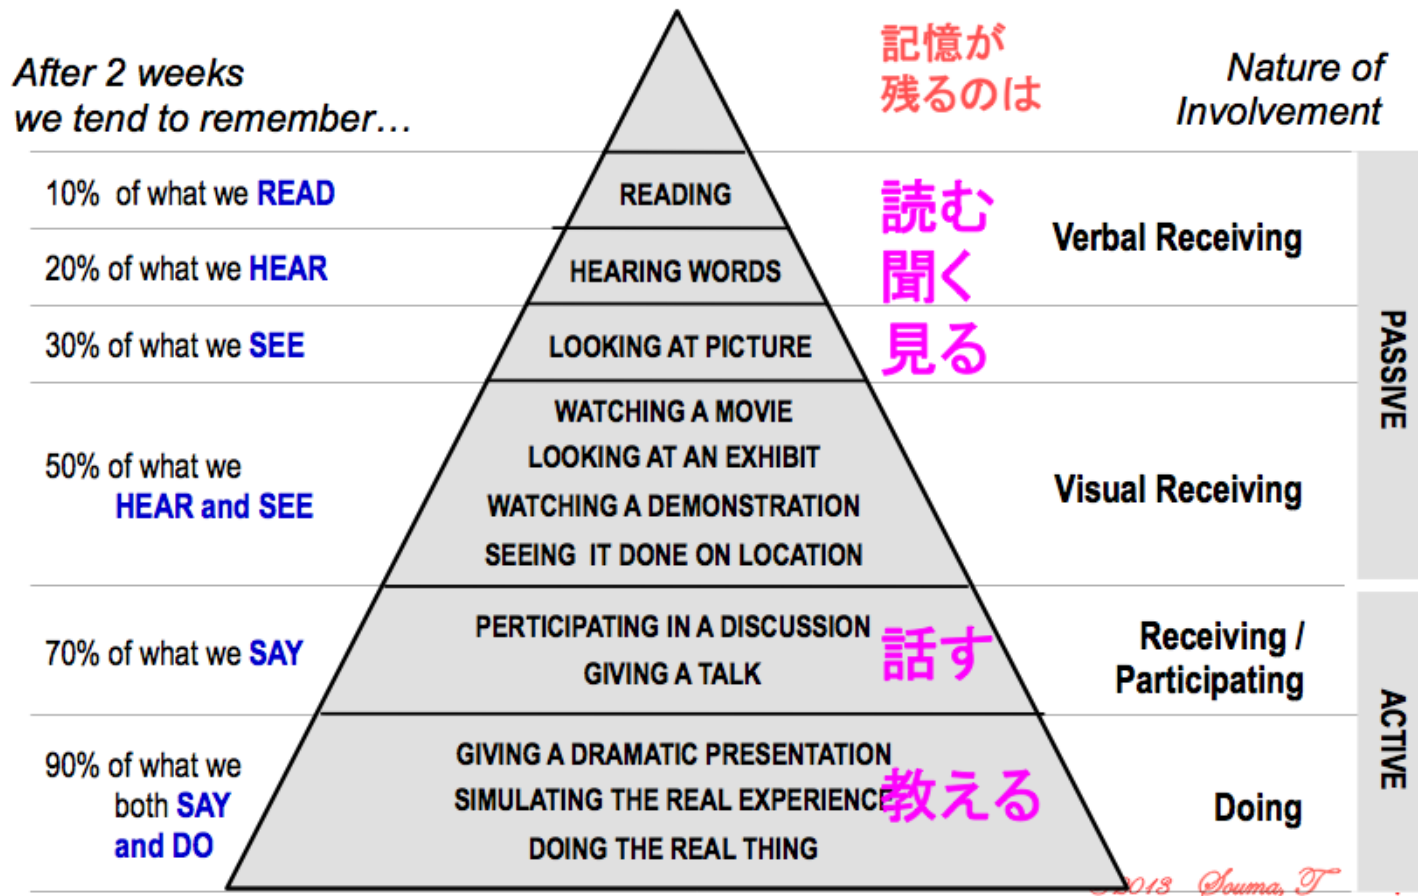 After 2 weeks
we tend to remember…
記憶が
残るのは
Nature of
Involvement
10% of what we READ
READING
読む
Verbal Receiving
20% of what we HEAR
HEARING WORDS
聞く
30% of what we SEE
LOOKING AT PICTURE
見る
PASSIVE
50% of what we
HEAR and SEE
WATCHING A MOVIE
LOOKING AT AN EXHIBIT
WATCHING A DEMONSTRATION
SEEING IT DONE ON LOCATION
Visual Receiving
70% of what we SAY
PERTICIPATING IN A DISCUSSION
GIVING A TALK
話す
Receiving /
Participating
ACTIVE
90% of what we
both SAY
and DO
GIVING A DRAMATIC PRESENTATION
SIMULATING THE REAL EXPERIENCE
DOING THE REAL THING
教える
Doing
2013 Souma, T